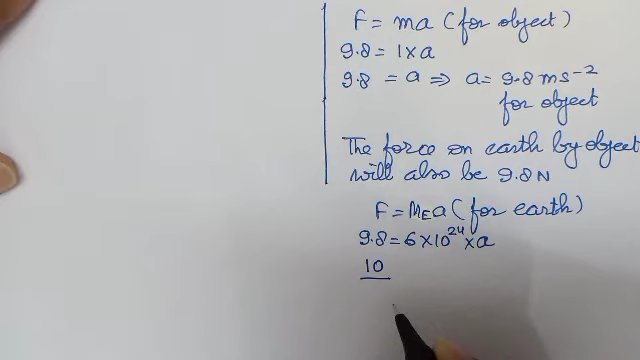 F = ma (for object)
9.8 = 1 × a
9.8 = a ⇒ a = 9.8 ms⁻²
for object
The force on earth by object
will also be 9.8 N
F = M_E a (for earth)
9.8 = 6 × 10²⁴ × a
10